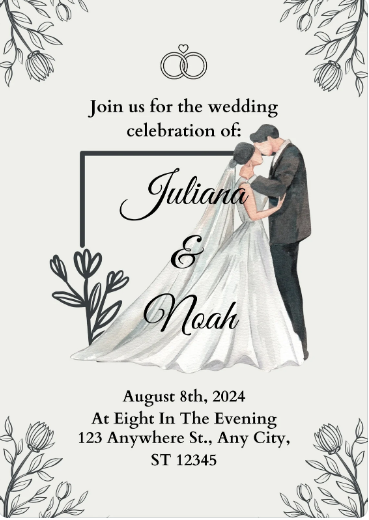 Join us for the wedding
celebration of:
Juliana
&
Noah
August 8th, 2024
At Eight In The Evening
123 Anywhere St., Any City,
ST 12345